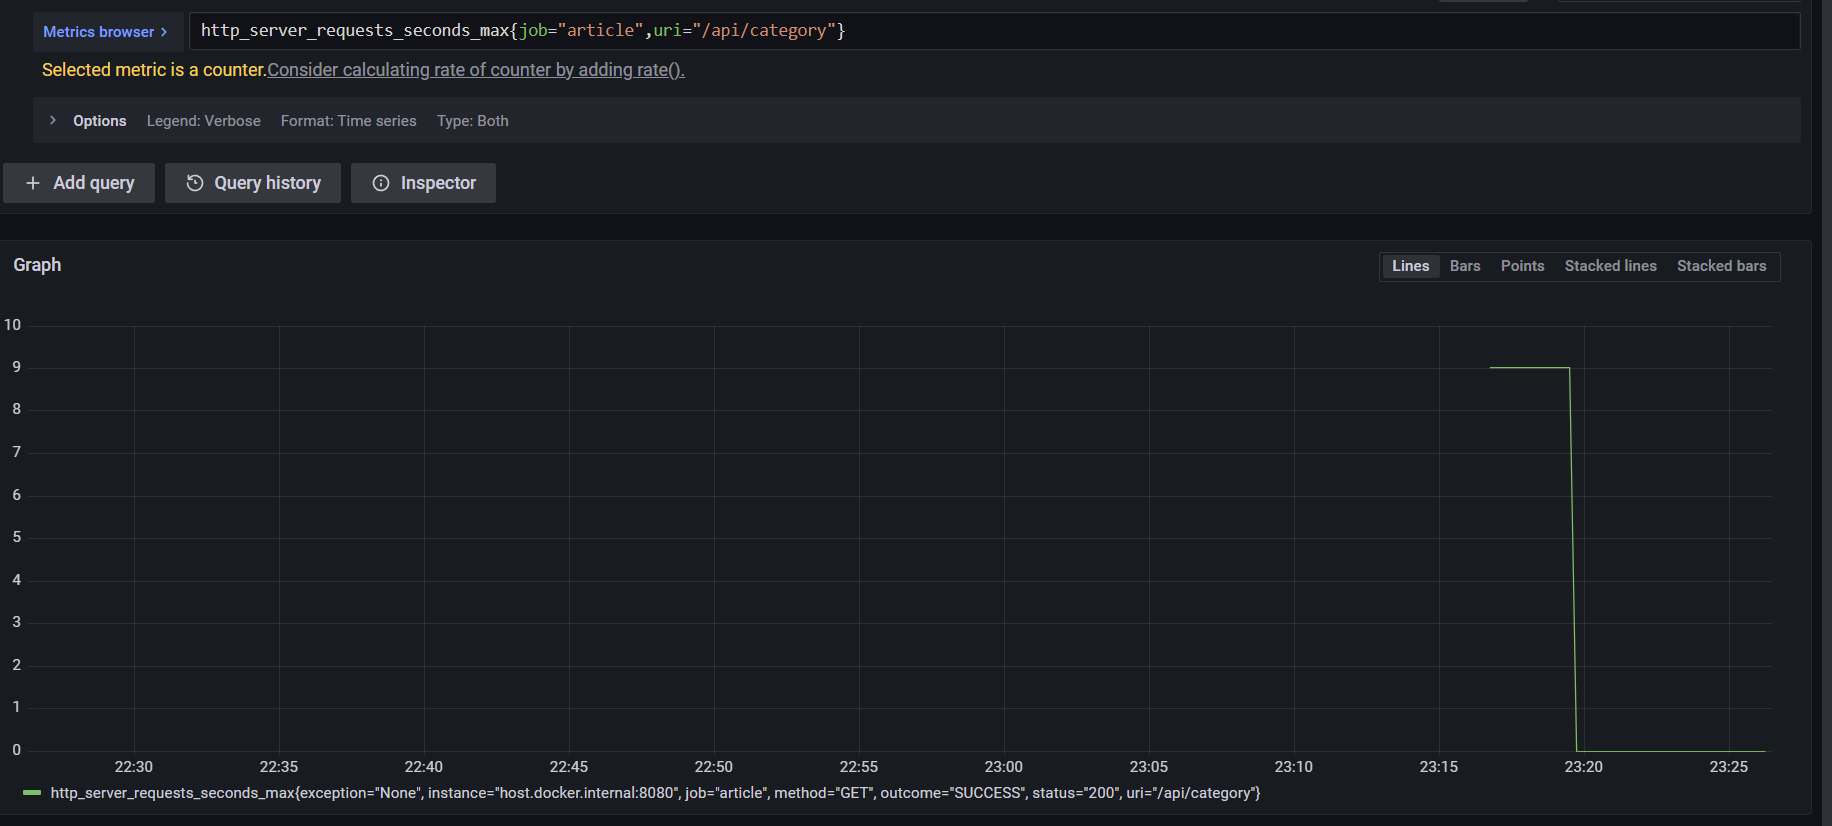 Metrics browser >
http_server_requests_seconds_max{job="article",uri="/api/category"}
Selected metric is a counter.Consider calculating rate of counter by adding rate().
> Options Legend: Verbose Format: Time series Type: Both
+ Add query Query history Inspector
Graph
Lines Bars Points Stacked lines Stacked bars
10
9
8
7
6
5
4
3
2
1
0
22:30 22:35 22:40 22:45 22:50 22:55 23:00 23:05 23:10 23:15 23:20 23:25
http_server_requests_seconds_max{exception="None", instance="host.docker.internal:8080", job="article", method="GET", outcome="SUCCESS", status="200", uri="/api/category"}